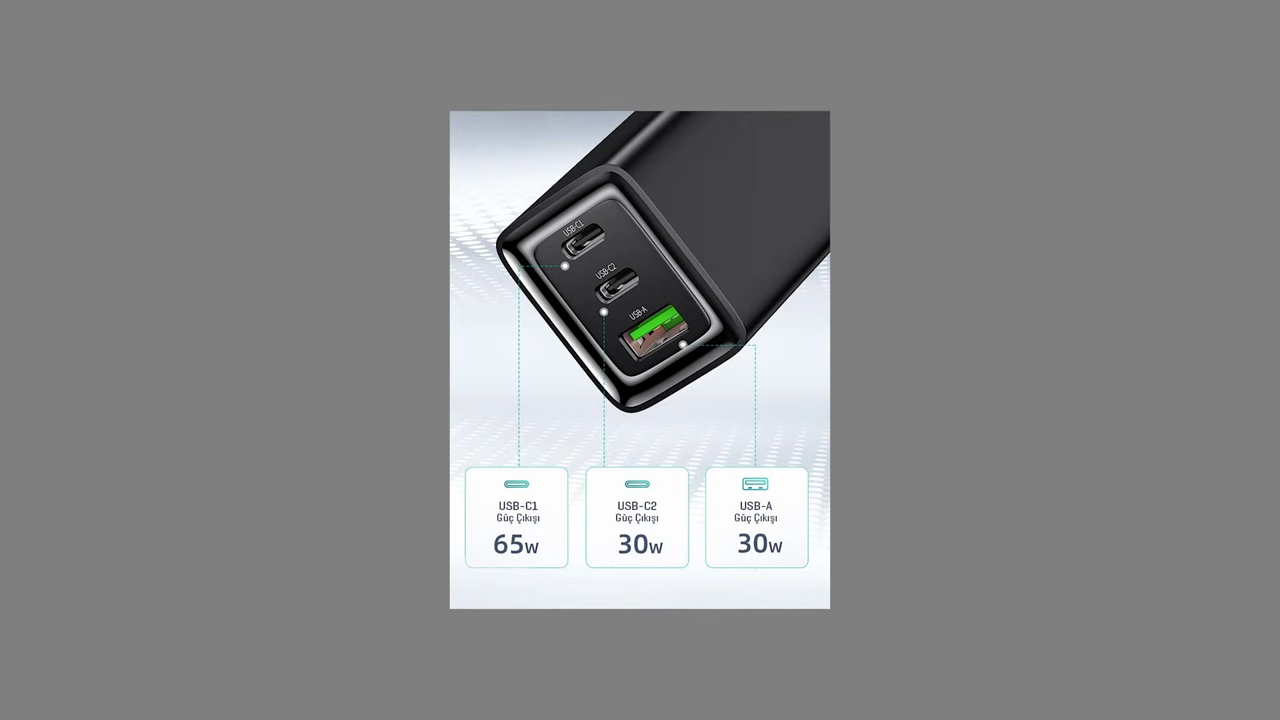 USB-C1
USB-C2
USB-A
USB-C1
Güç Çıkışı
65W
USB-C2
Güç Çıkışı
30W
USB-A
Güç Çıkışı
30W